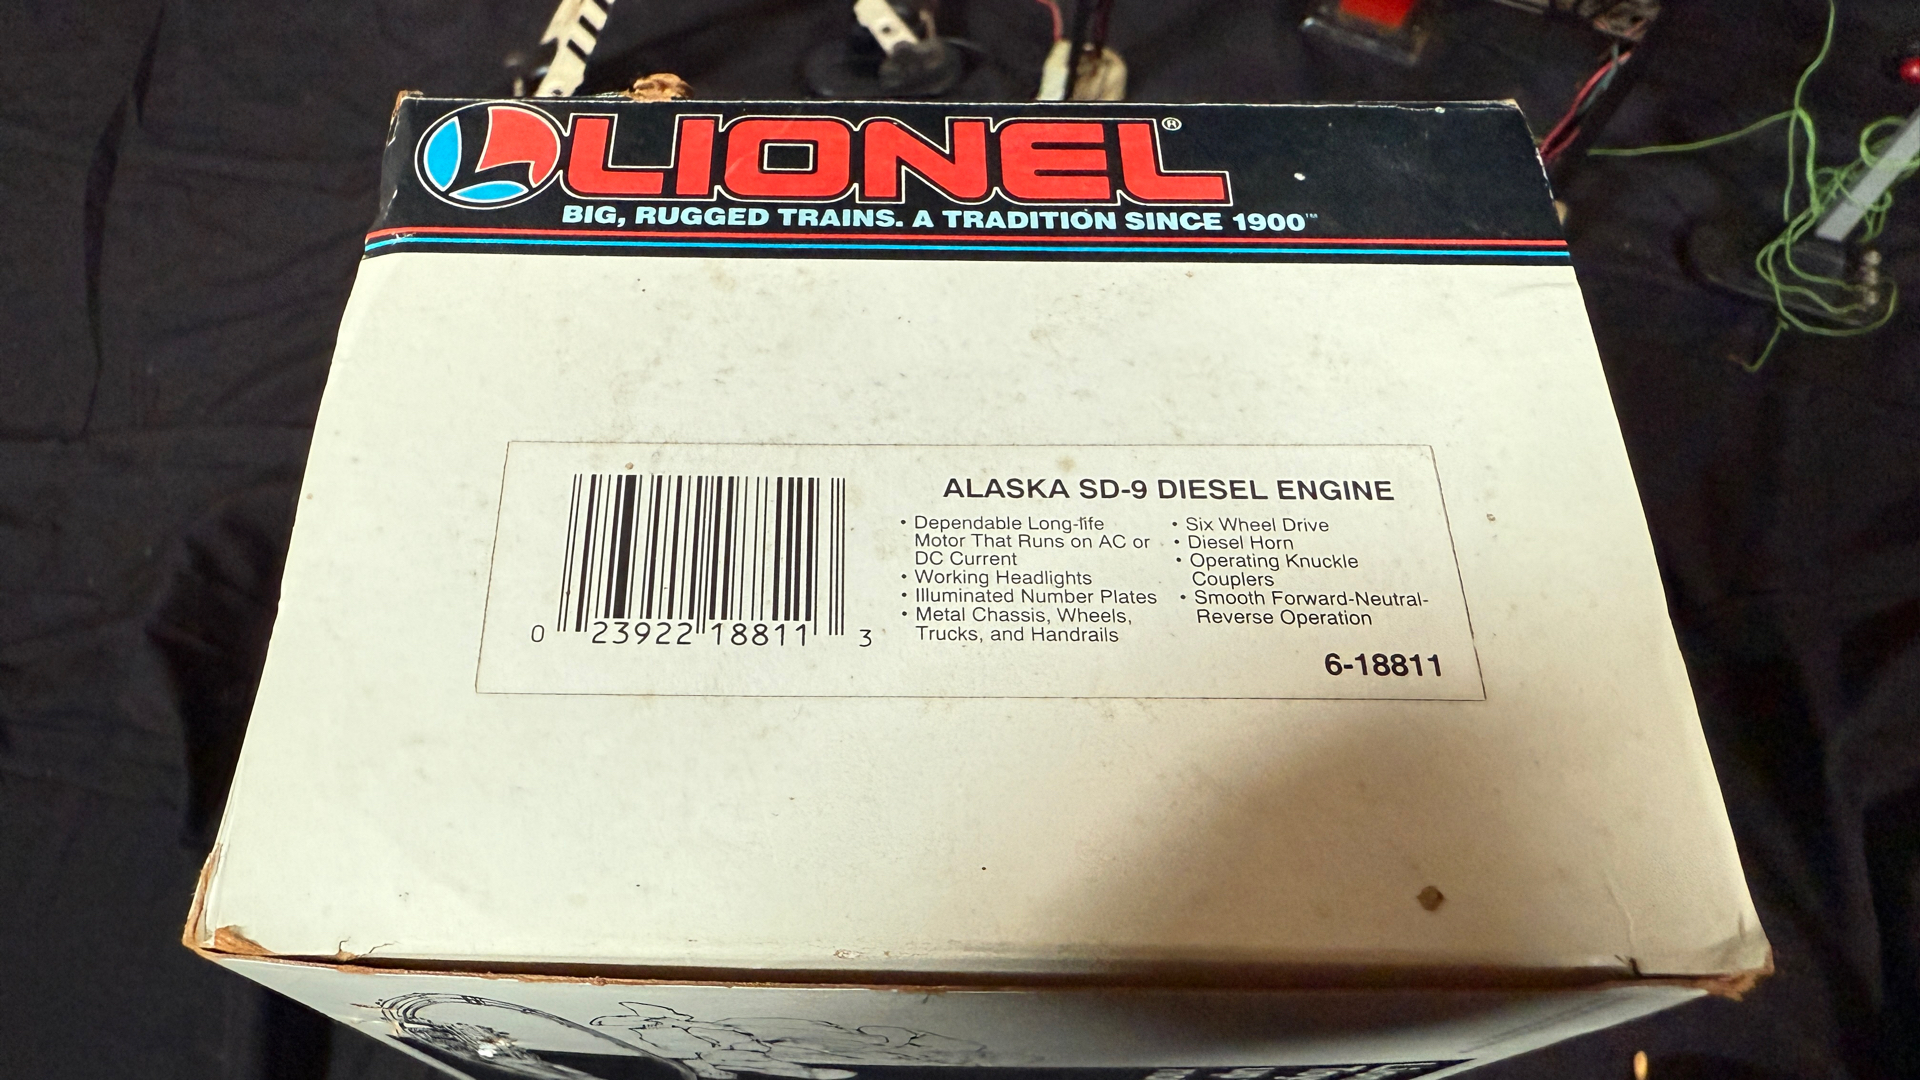 LIONEL®
BIG, RUGGED TRAINS. A TRADITION SINCE 1900™
ALASKA SD-9 DIESEL ENGINE
• Dependable Long-life
Motor That Runs on AC or
DC Current
• Working Headlights
• Illuminated Number Plates
• Metal Chassis, Wheels,
Trucks, and Handrails
• Six Wheel Drive
• Diesel Horn
• Operating Knuckle
Couplers
• Smooth Forward-Neutral-
Reverse Operation
6-18811
0 23922 18811 3